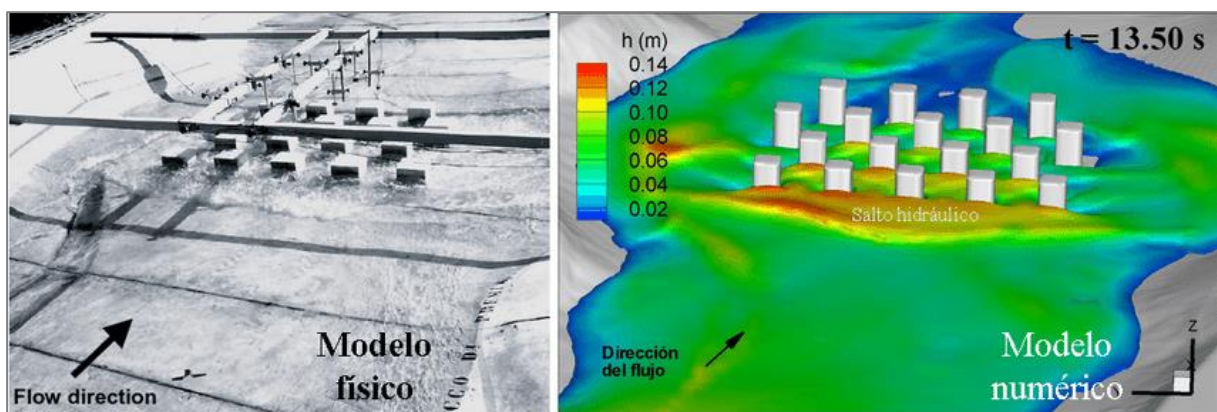 Modelo
físico
Flow direction
h (m)
0.14
0.12
0.10
0.08
0.06
0.04
0.02
t = 13.50 s
Salto hidráulico
Dirección
del flujo
Modelo
numérico
Z